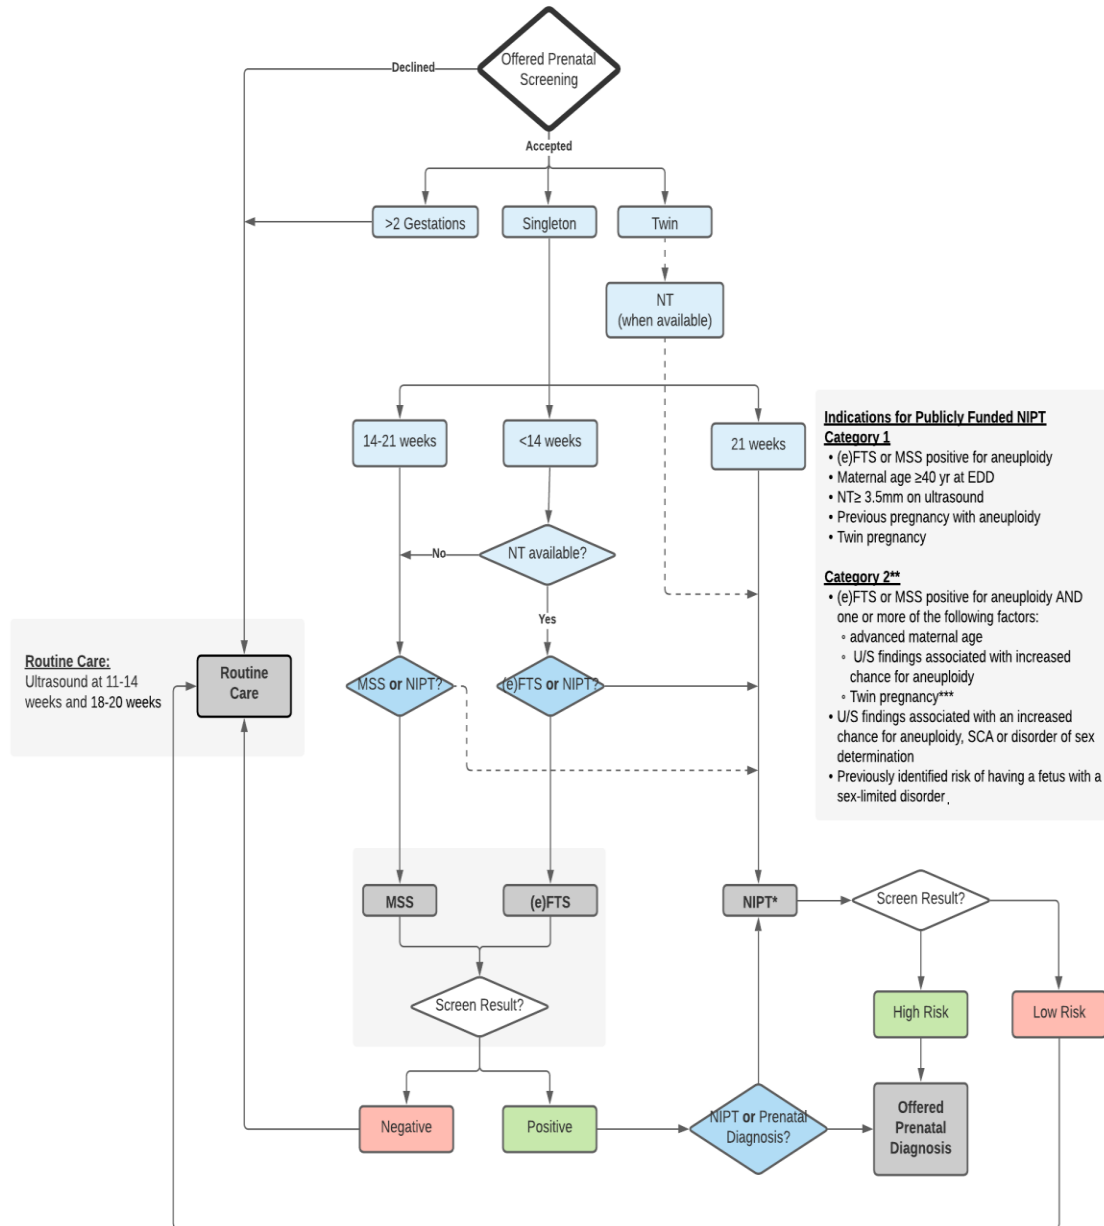 Offered Prenatal
Screening
Declined
Accepted
>2 Gestations
Singleton
Twin
NT
(when available)
14-21 weeks
<14 weeks
21 weeks
Indications for Publicly Funded NIPT
Category 1
• (e)FTS or MSS positive for aneuploidy
• Maternal age ≥40 yr at EDD
• NT≥ 3.5mm on ultrasound
• Previous pregnancy with aneuploidy
• Twin pregnancy
Category 2**
• (e)FTS or MSS positive for aneuploidy AND
one or more of the following factors:
◦ advanced maternal age
◦ U/S findings associated with increased
chance for aneuploidy
◦ Twin pregnancy***
• U/S findings associated with an increased
chance for aneuploidy, SCA or disorder of sex
determination
• Previously identified risk of having a fetus with a
sex-limited disorder .
No
NT available?
Yes
Routine Care:
Ultrasound at 11-14
weeks and 18-20 weeks
Routine
Care
MSS or NIPT?
(e)FTS or NIPT?
MSS
(e)FTS
NIPT*
Screen Result?
Screen Result?
High Risk
Low Risk
Negative
Positive
NIPT or Prenatal
Diagnosis?
Offered
Prenatal
Diagnosis